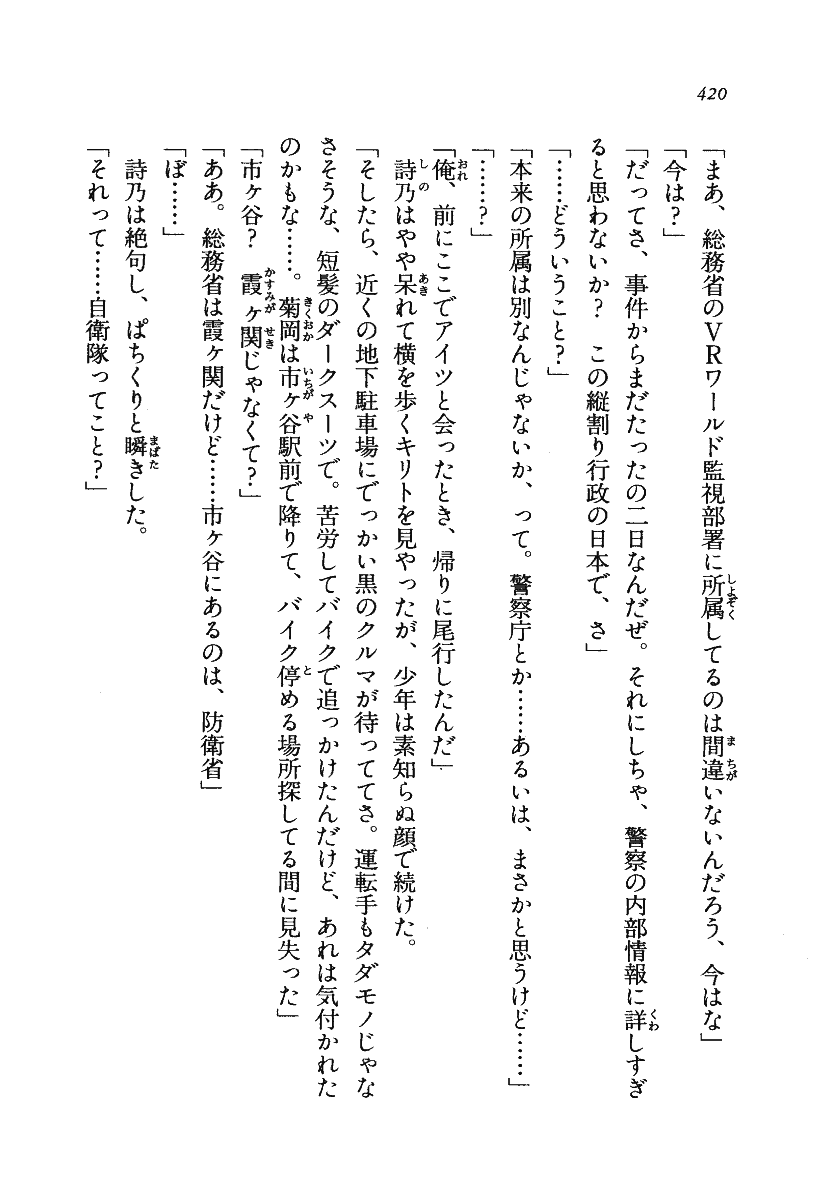 420
「まあ、総務省のVRワールド監視部署に所属してるのは間違いないんだろう、今はな」
「今は?」
「だってさ、事件からまだたったの二日なんだぜ。それにしちゃ、警察の内部情報に詳しすぎ
ると思わないか? この縦割り行政の日本で、さ」
「……どういうこと?」
「本来の所属は別なんじゃないか、って。警察庁とか……あるいは、まさかと思うけど……」
「……?」
「俺、前にここでアイツと会ったとき、帰りに尾行したんだ」
詩乃はやや呆れて横を歩くキリトを見やったが、少年は素知らぬ顔で続けた。
「そしたら、近くの地下駐車場にでっかい黒のクルマが待っててさ。運転手もタダモノじゃな
さそうな、短髪のダークスーツで。苦労してバイクで追っかけたんだけど、あれは気付かれた
のかもな……。菊岡は市ヶ谷駅前で降りて、バイク停める場所探してる間に見失った」
「市ヶ谷? 霞ヶ関じゃなくて?」
「ああ。総務省は霞ヶ関だけど……市ヶ谷にあるのは、防衛省」
「ぼ……」
詩乃は絶句し、ぱちくりと瞬きした。
「それって……自衛隊ってこと?」